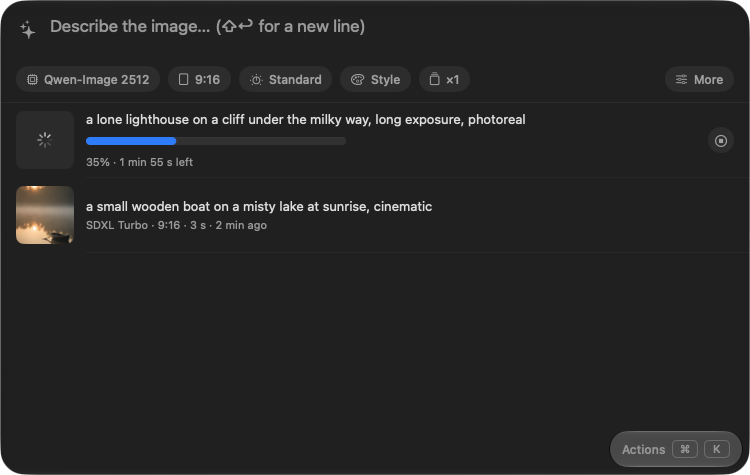 Describe the image... (⇧↩ for a new line)
Qwen-Image 2512 9:16 Standard Style ×1 More
a lone lighthouse on a cliff under the milky way, long exposure, photoreal
35% · 1 min 55 s left
a small wooden boat on a misty lake at sunrise, cinematic
SDXL Turbo · 9:16 · 3 s · 2 min ago
Actions ⌘ K